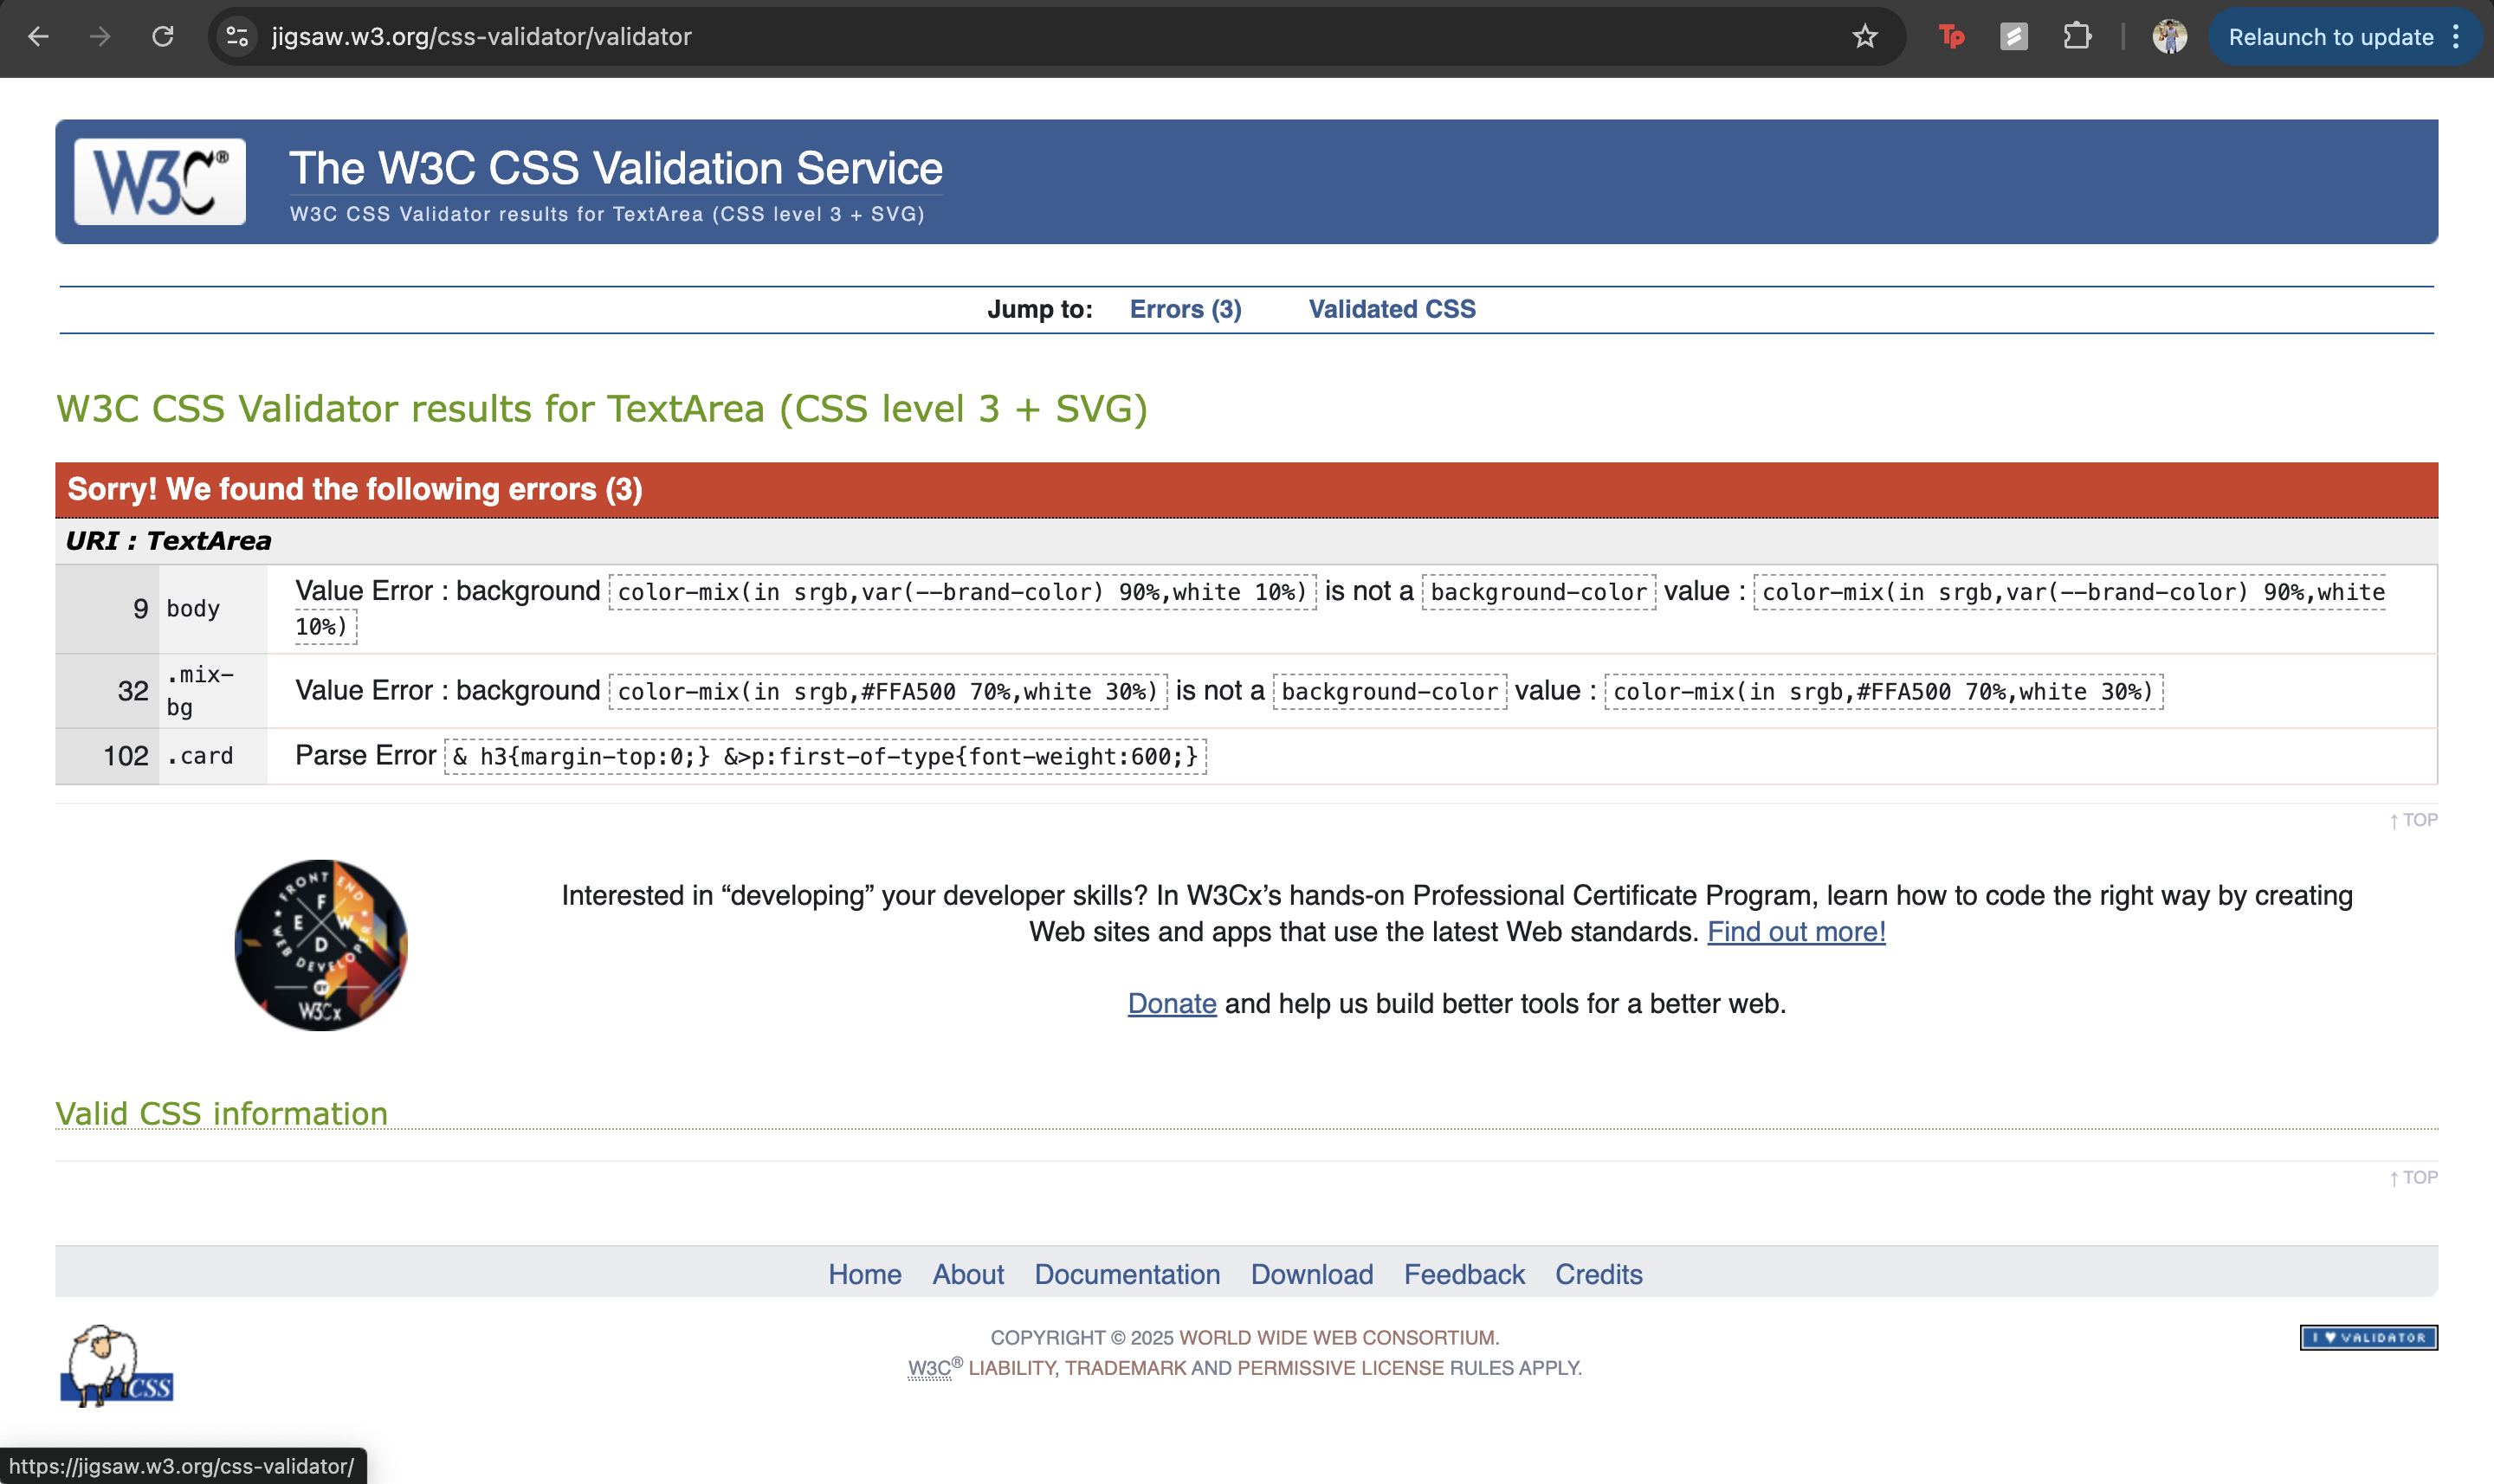 jigsaw.w3.org/css-validator/validator
Tp
Relaunch to update
W3C®
The W3C CSS Validation Service
W3C CSS Validator results for TextArea (CSS level 3 + SVG)
Jump to: Errors (3) Validated CSS
W3C CSS Validator results for TextArea (CSS level 3 + SVG)
Sorry! We found the following errors (3)
URI : TextArea
9 body Value Error : background color-mix(in srgb,var(--brand-color) 90%,white 10%) is not a background-color value : color-mix(in srgb,var(--brand-color) 90%,white
10%)
32 .mix-
bg Value Error : background color-mix(in srgb,#FFA500 70%,white 30%) is not a background-color value : color-mix(in srgb,#FFA500 70%,white 30%)
102 .card Parse Error & h3{margin-top:0;} &>p:first-of-type{font-weight:600;}
↑ TOP
FRONT END
F E W D
WEB DEVELOPER
BY
W3Cx
Interested in “developing” your developer skills? In W3Cx’s hands-on Professional Certificate Program, learn how to code the right way by creating
Web sites and apps that use the latest Web standards. Find out more!
Donate and help us build better tools for a better web.
Valid CSS information
↑ TOP
Home About Documentation Download Feedback Credits
CSS
COPYRIGHT © 2025 WORLD WIDE WEB CONSORTIUM.
W3C® LIABILITY, TRADEMARK AND PERMISSIVE LICENSE RULES APPLY.
I ♥ VALIDATOR
https://jigsaw.w3.org/css-validator/